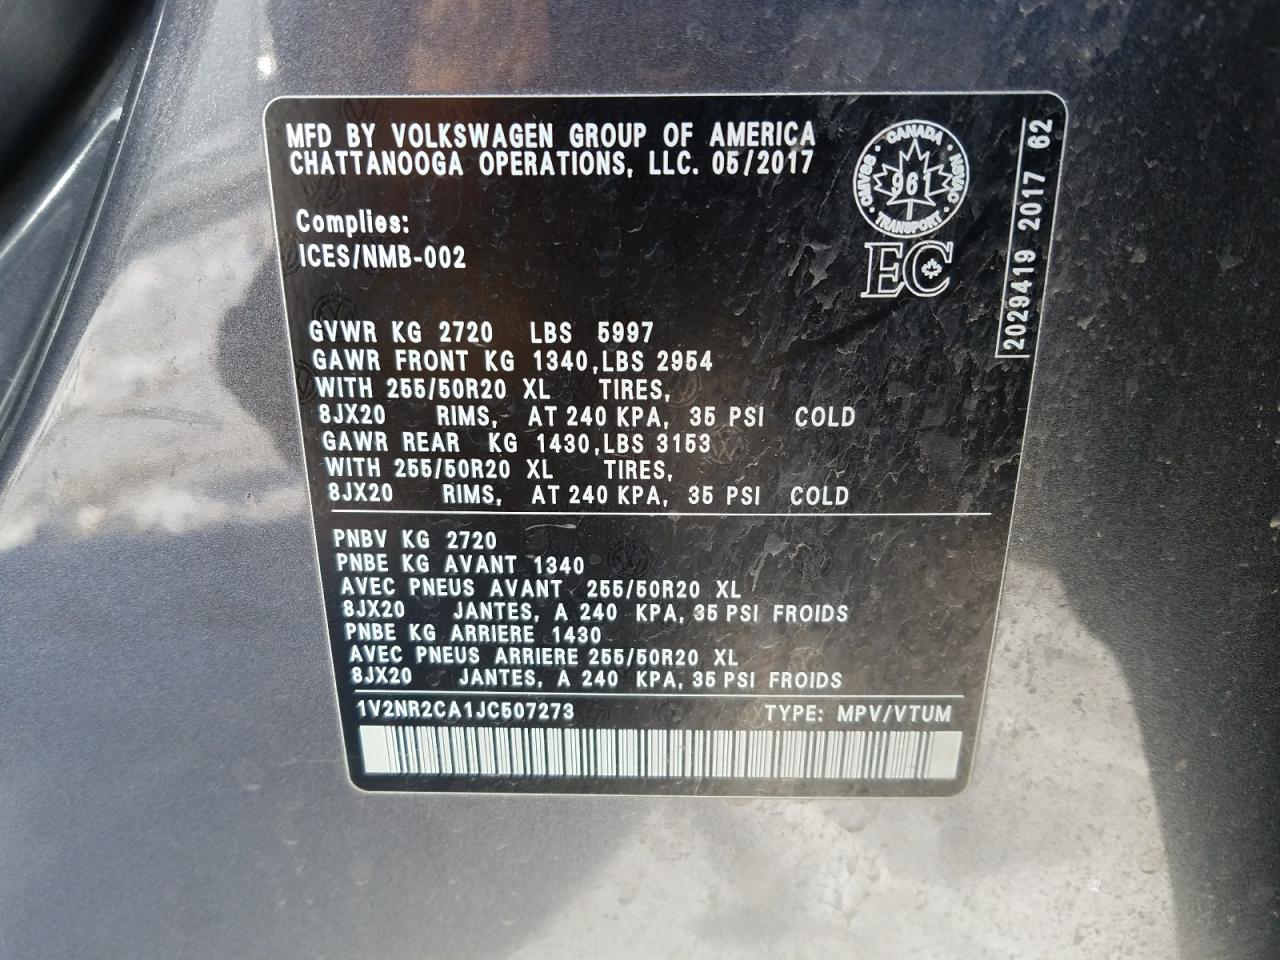 MFD BY VOLKSWAGEN GROUP OF AMERICA
CHATTANOOGA OPERATIONS, LLC. 05/2017
CANADA
CMVSS · NSVAC
961
TRANSPORT
EC
2029419 2017 62
Complies:
ICES/NMB-002
GVWR KG 2720 LBS 5997
GAWR FRONT KG 1340,LBS 2954
WITH 255/50R20 XL TIRES,
8JX20 RIMS, AT 240 KPA, 35 PSI COLD
GAWR REAR KG 1430,LBS 3153
WITH 255/50R20 XL TIRES,
8JX20 RIMS, AT 240 KPA, 35 PSI COLD
PNBV KG 2720
PNBE KG AVANT 1340
AVEC PNEUS AVANT 255/50R20 XL
8JX20 JANTES, A 240 KPA, 35 PSI FROIDS
PNBE KG ARRIERE 1430
AVEC PNEUS ARRIERE 255/50R20 XL
8JX20 JANTES, A 240 KPA, 35 PSI FROIDS
1V2NR2CA1JC507273 TYPE: MPV/VTUM